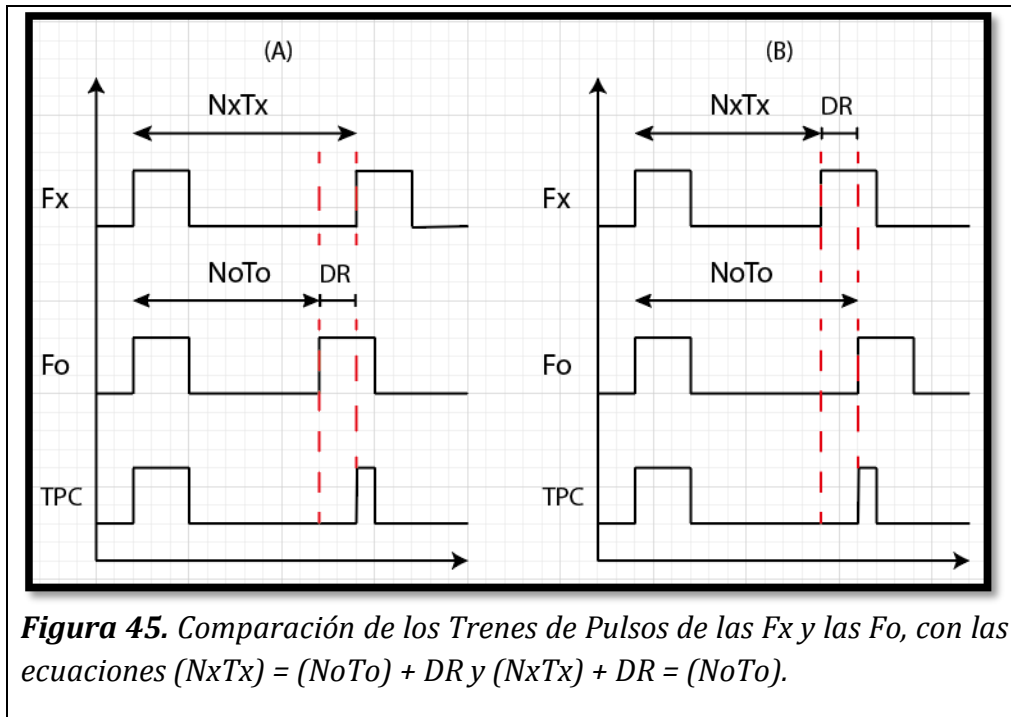 (A)
NxTx
Fx
NoTo
DR
Fo
TPC
(B)
NxTx
DR
Fx
NoTo
Fo
TPC
Figura 45. Comparación de los Trenes de Pulsos de las Fx y las Fo, con las
ecuaciones (NxTx) = (NoTo) + DR y (NxTx) + DR = (NoTo).